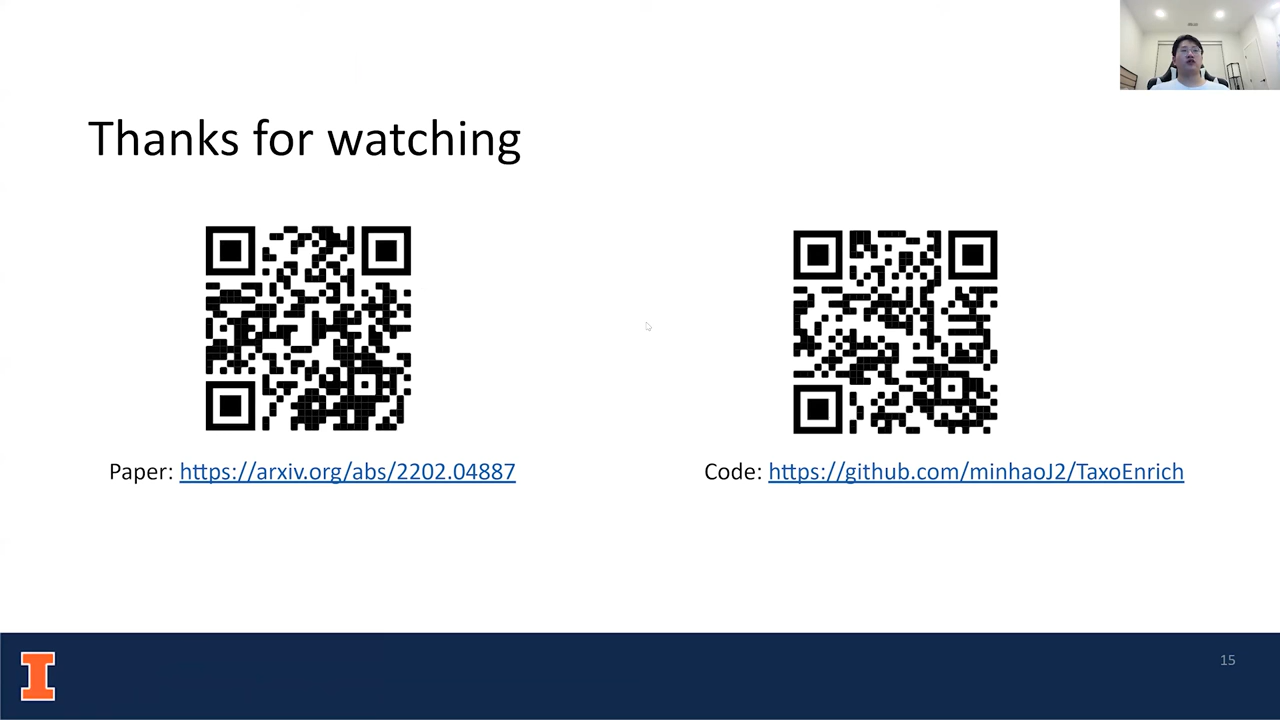 Thanks for watching
Paper: https://arxiv.org/abs/2202.04887
Code: https://github.com/minhaoJ2/TaxoEnrich
I
15